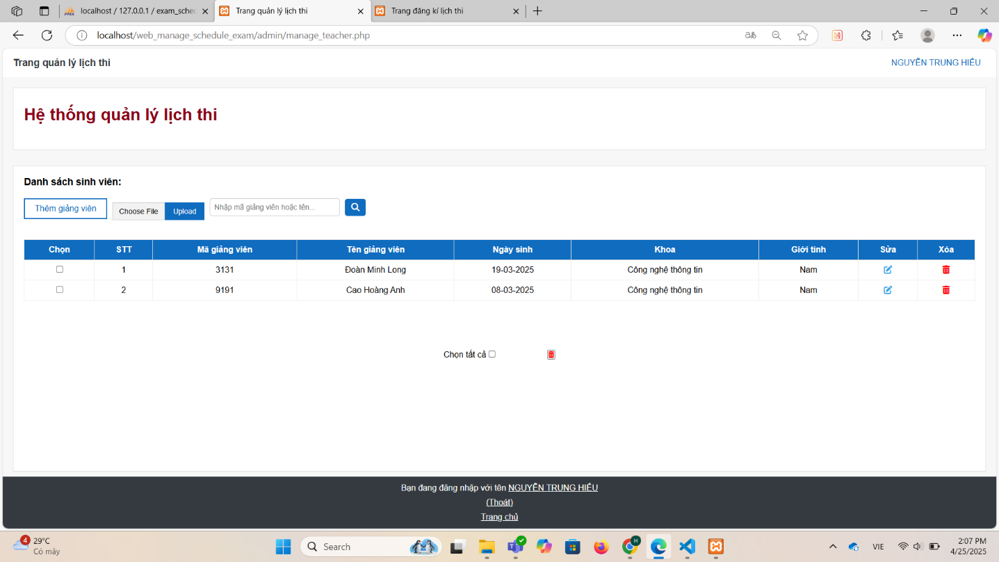 localhost / 127.0.0.1 / exam_sched
Trang quản lý lịch thi
Trang đăng kí lịch thi
localhost/web_manage_schedule_exam/admin/manage_teacher.php
Trang quản lý lịch thi
NGUYỄN TRUNG HIẾU
Hệ thống quản lý lịch thi
Danh sách sinh viên:
Thêm giảng viên
Choose File
Upload
Nhập mã giảng viên hoặc tên...
Chọn STT Mã giảng viên Tên giảng viên Ngày sinh Khoa Giới tính Sửa Xóa
1 3131 Đoàn Minh Long 19-03-2025 Công nghệ thông tin Nam
2 9191 Cao Hoàng Anh 08-03-2025 Công nghệ thông tin Nam
Chọn tất cả
Bạn đang đăng nhập với tên NGUYỄN TRUNG HIẾU
(Thoát)
Trang chủ
4
29°C
Có mây
Search
H
VIE
2:07 PM
4/25/2025